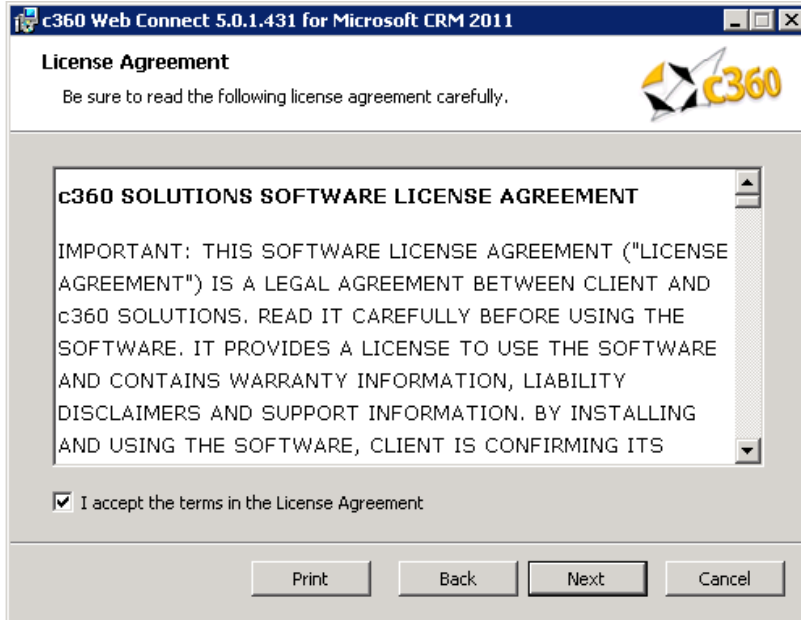 c360 Web Connect 5.0.1.431 for Microsoft CRM 2011
License Agreement
Be sure to read the following license agreement carefully.
c360
c360 SOLUTIONS SOFTWARE LICENSE AGREEMENT
IMPORTANT: THIS SOFTWARE LICENSE AGREEMENT ("LICENSE
AGREEMENT") IS A LEGAL AGREEMENT BETWEEN CLIENT AND
c360 SOLUTIONS. READ IT CAREFULLY BEFORE USING THE
SOFTWARE. IT PROVIDES A LICENSE TO USE THE SOFTWARE
AND CONTAINS WARRANTY INFORMATION, LIABILITY
DISCLAIMERS AND SUPPORT INFORMATION. BY INSTALLING
AND USING THE SOFTWARE, CLIENT IS CONFIRMING ITS
I accept the terms in the License Agreement
Print Back Next Cancel